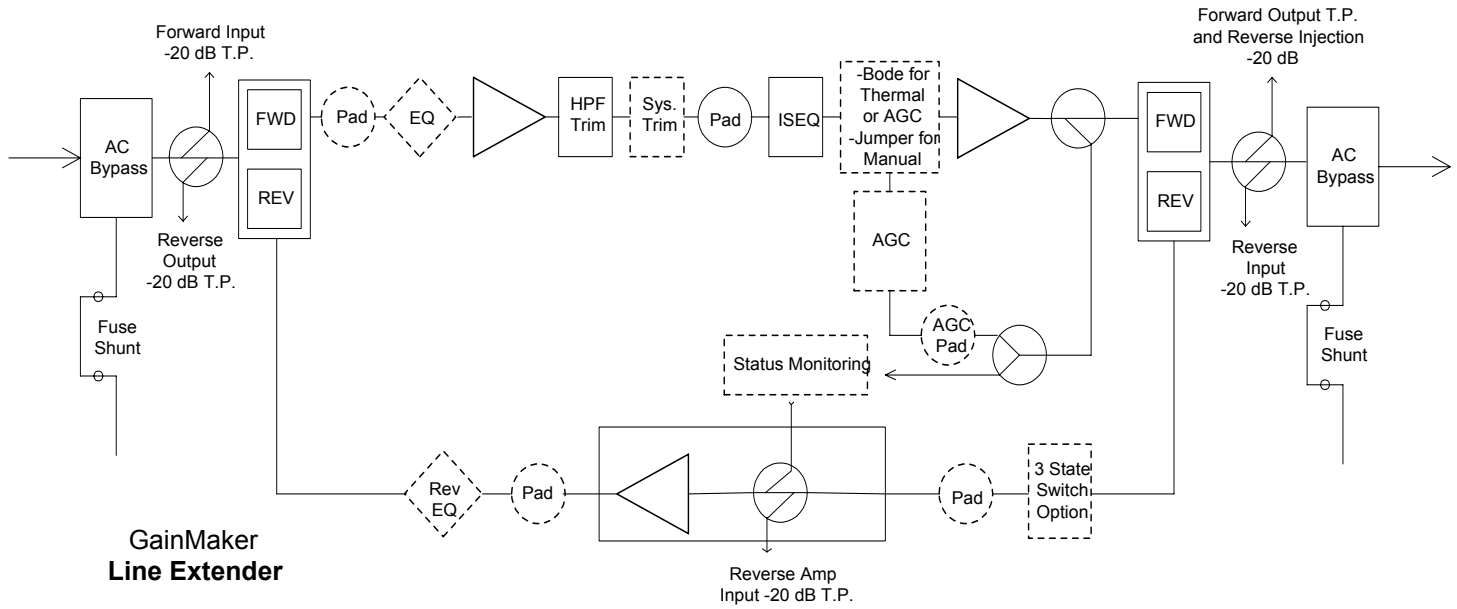 Forward Input
-20 dB T.P.
Forward Output T.P.
and Reverse Injection
-20 dB
AC
Bypass
FWD
REV
Pad
EQ
HPF
Trim
Sys.
Trim
Pad
ISEQ
-Bode for
Thermal
or AGC
-Jumper for
Manual
FWD
REV
AC
Bypass
Reverse
Output
-20 dB T.P.
AGC
Reverse
Input
-20 dB T.P.
Fuse
Shunt
AGC
Pad
Fuse
Shunt
Status Monitoring
Rev
EQ
Pad
Pad
3 State
Switch
Option
Reverse Amp
Input -20 dB T.P.
GainMaker
Line Extender